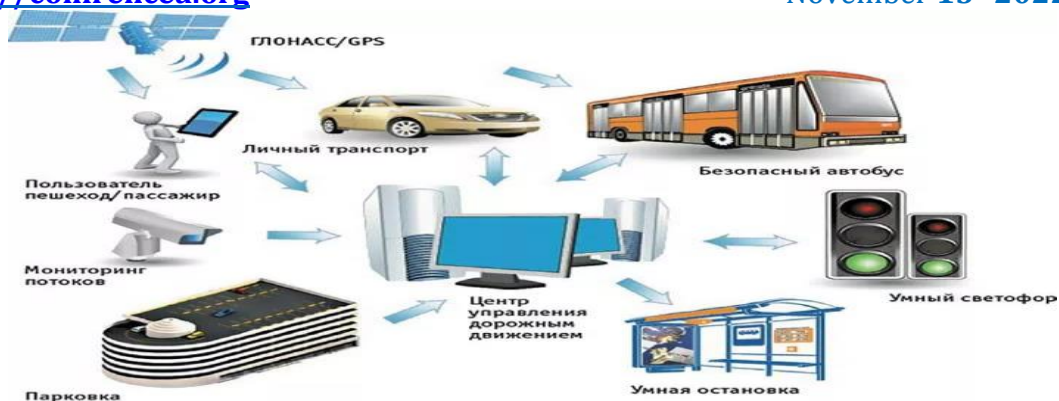 November 15
ГЛОНАСС/GPS
Личный транспорт
Безопасный автобус
Пользователь
пешеход/пассажир
Мониторинг
потоков
Центр
управления
дорожным
движением
Умный светофор
Парковка
Умная остановка